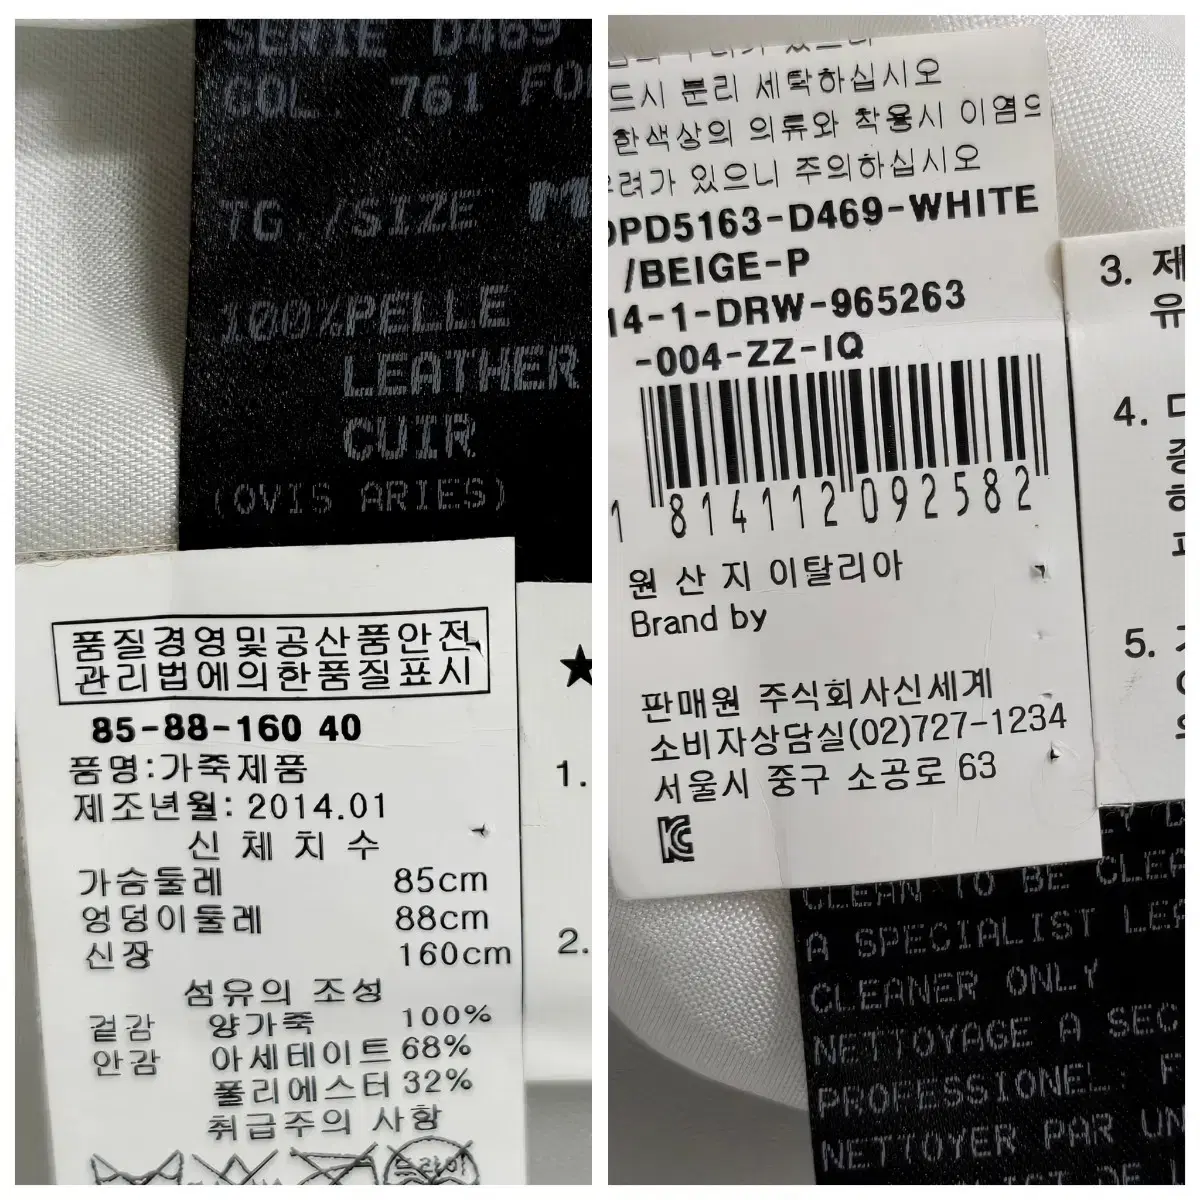 SERIE D469
COL 761
TG. /SIZE M
100%PELLE
LEATHER
CUIR
(OVIS ARIES)
품질경영및공산품안전
관리법에의한품질표시
85-88-160 40
품명:가죽제품
제조년월: 2014.01
신 체 치 수
가슴둘레 85cm
엉덩이둘레 88cm
신장 160cm
섬유의 조성
겉감 양가죽 100%
안감 아세테이트 68%
폴리에스터 32%
취급주의 사항
드라이
★
1.
2.
분리 세탁하십시오
한색상의 의류와 착용시 이염으
려가 있으니 주의하십시오
DPD5163-D469-WHITE
/BEIGE-P
14-1-DRW-965263
-004-ZZ-IQ
1 814112 092582
원 산 지 이탈리아
Brand by
판매원 주식회사신세계
소비자상담실(02)727-1234
서울시 중구 소공로 63
3. 제
유
4.
5.
CLEAN TO BE CLE
A SPECIALIST LEA
CLEANER ONLY
NETTOYAGE A SEC
PROFESSIONEL: F
NETTOYER PAR UN